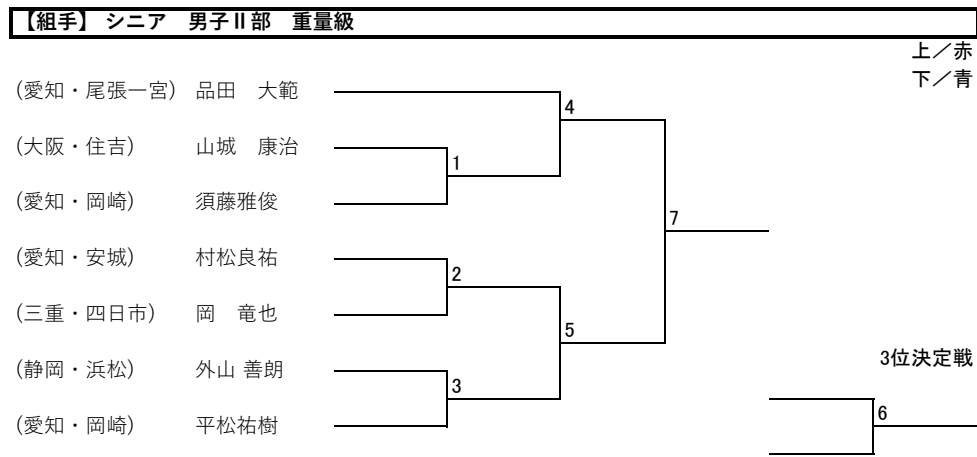 【組手】 シニア　男子Ⅱ部　重量級
上／赤
下／青
(愛知・尾張一宮)　品田　大範
4
(大阪・住吉)　山城　康治
1
(愛知・岡崎)　須藤雅俊
7
(愛知・安城)　村松良祐
2
(三重・四日市)　岡　竜也
5
3位決定戦
(静岡・浜松)　外山 善朗
3
6
(愛知・岡崎)　平松祐樹